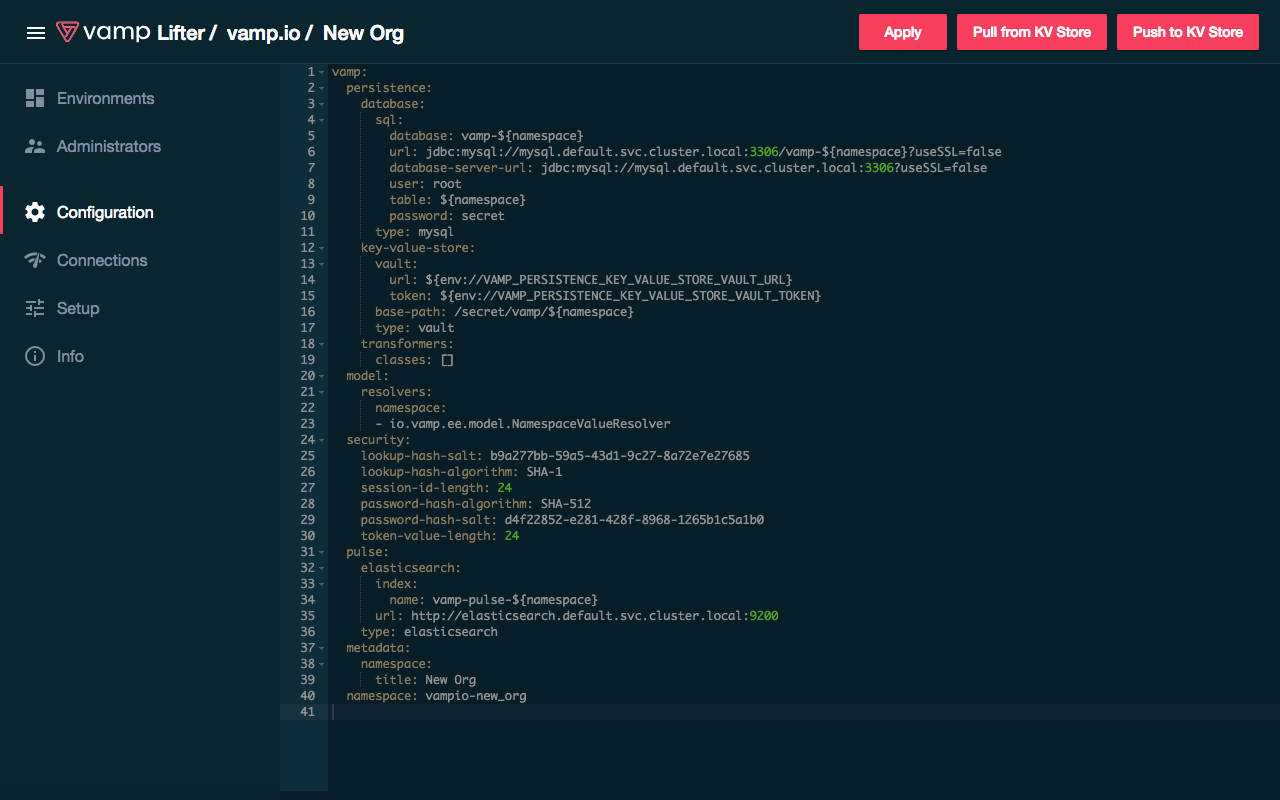 vamp Lifter / vamp.io / New Org
Apply
Pull from KV Store
Push to KV Store
Environments
Administrators
Configuration
Connections
Setup
Info
1 vamp:
2 persistence:
3 database:
4 sql:
5 database: vamp-${namespace}
6 url: jdbc:mysql://mysql.default.svc.cluster.local:3306/vamp-${namespace}?useSSL=false
7 database-server-url: jdbc:mysql://mysql.default.svc.cluster.local:3306?useSSL=false
8 user: root
9 table: ${namespace}
10 password: secret
11 type: mysql
12 key-value-store:
13 vault:
14 url: ${env://VAMP_PERSISTENCE_KEY_VALUE_STORE_VAULT_URL}
15 token: ${env://VAMP_PERSISTENCE_KEY_VALUE_STORE_VAULT_TOKEN}
16 base-path: /secret/vamp/${namespace}
17 type: vault
18 transformers:
19 classes: []
20 model:
21 resolvers:
22 namespace:
23 - io.vamp.ee.model.NamespaceValueResolver
24 security:
25 lookup-hash-salt: b9a277bb-59a5-43d1-9c27-8a72e7e27685
26 lookup-hash-algorithm: SHA-1
27 session-id-length: 24
28 password-hash-algorithm: SHA-512
29 password-hash-salt: d4f22852-e281-428f-8968-1265b1c5a1b0
30 token-value-length: 24
31 pulse:
32 elasticsearch:
33 index:
34 name: vamp-pulse-${namespace}
35 url: http://elasticsearch.default.svc.cluster.local:9200
36 type: elasticsearch
37 metadata:
38 namespace:
39 title: New Org
40 namespace: vampio-new_org
41